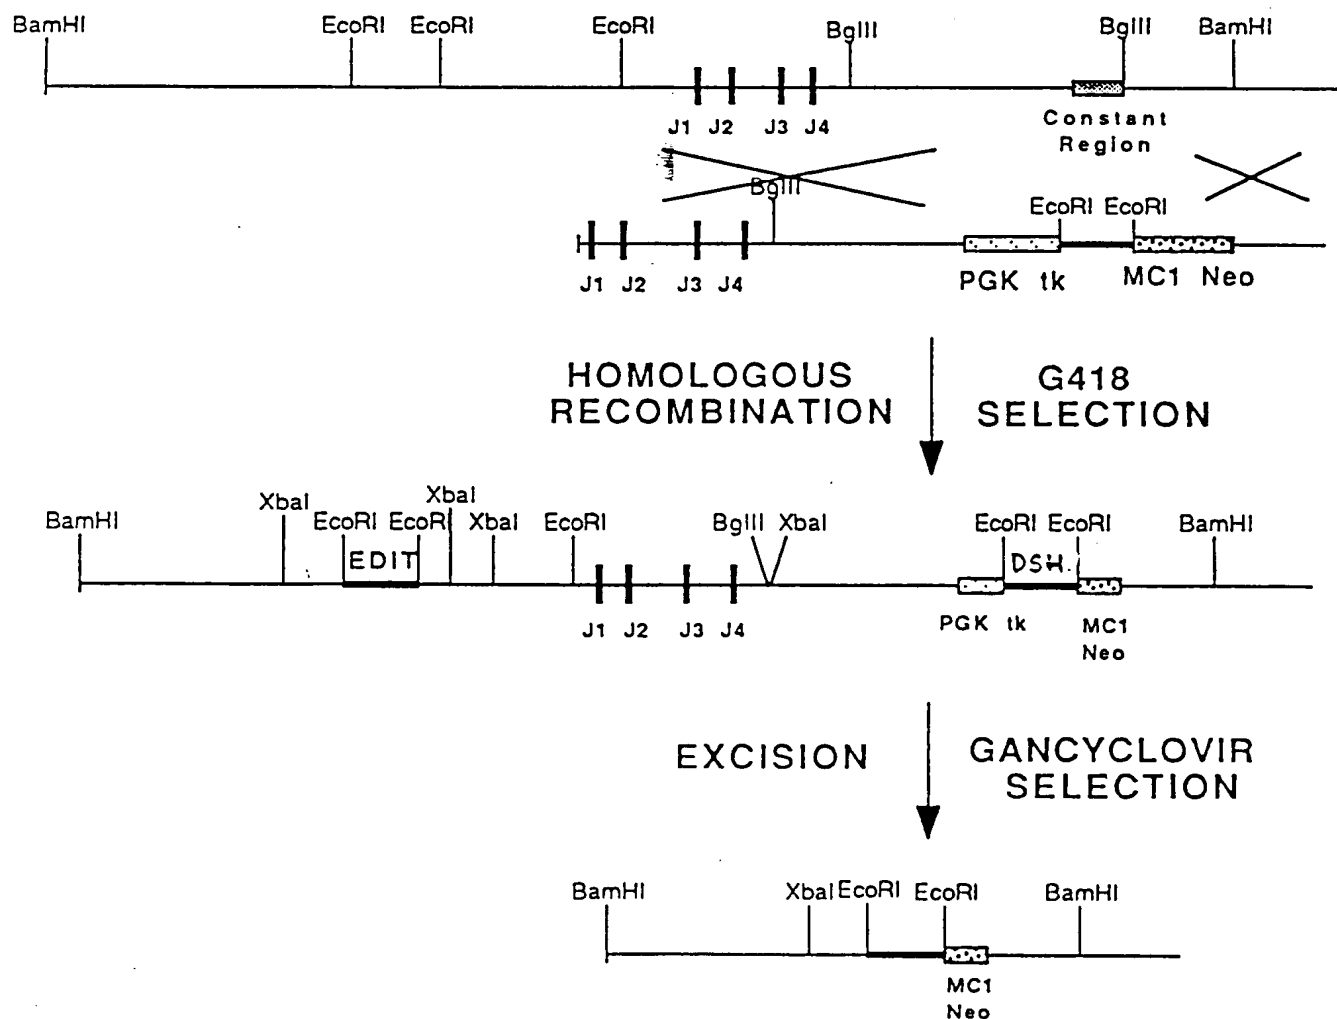 BamHI EcoRI EcoRI EcoRI BglII BglII BamHI
J1 J2 J3 J4
Constant
Region
BglII
EcoRI EcoRI
J1 J2 J3 J4
PGK tk MC1 Neo
HOMOLOGOUS
RECOMBINATION
G418
SELECTION
BamHI XbaI EcoRI EcoRI XbaI XbaI EcoRI BglII XbaI EcoRI EcoRI BamHI
EDIT
DSH.
J1 J2 J3 J4
PGK tk
MC1
Neo
EXCISION
GANCYCLOVIR
SELECTION
BamHI XbaI EcoRI EcoRI BamHI
MC1
Neo